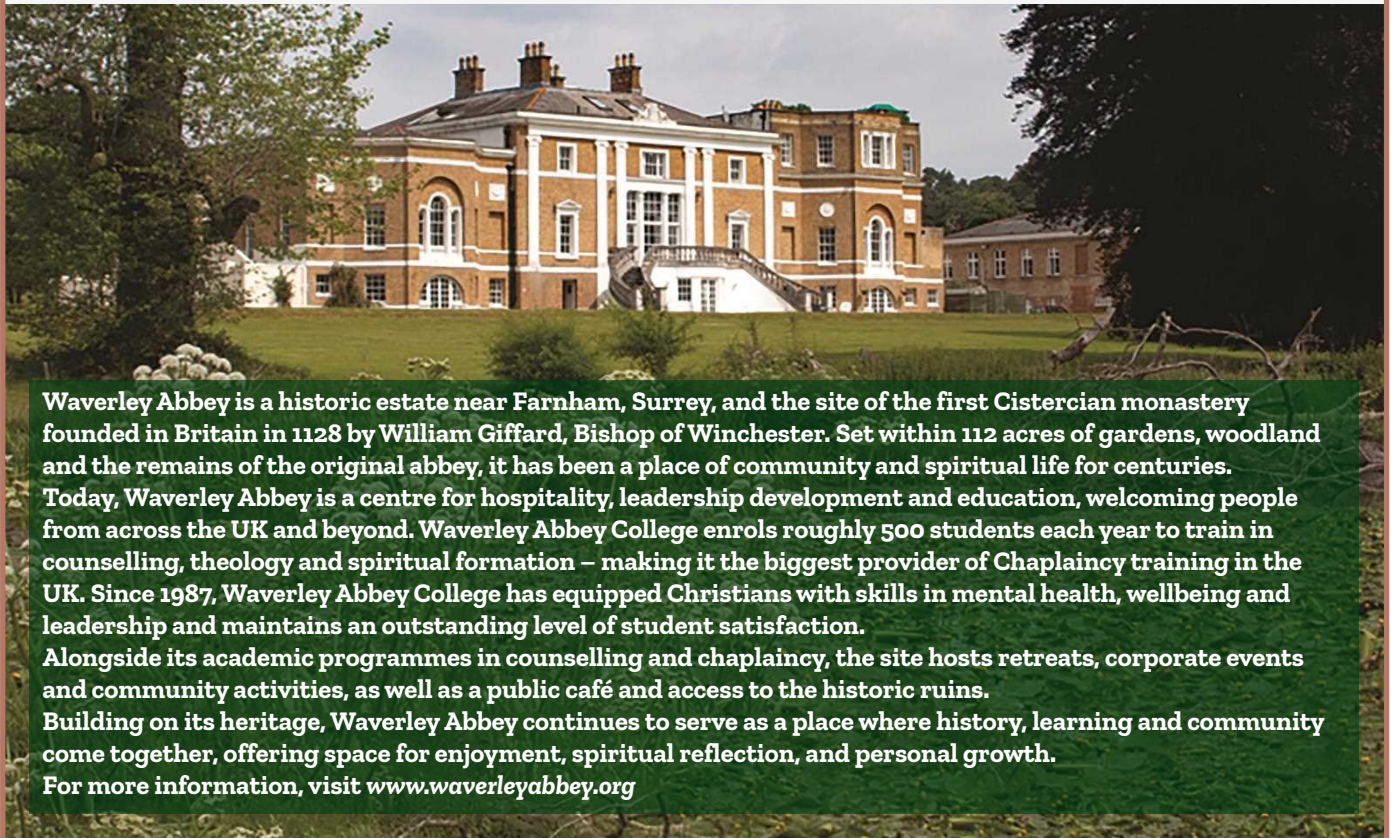 Waverley Abbey is a historic estate near Farnham, Surrey, and the site of the first Cistercian monastery
founded in Britain in 1128 by William Giffard, Bishop of Winchester. Set within 112 acres of gardens, woodland
and the remains of the original abbey, it has been a place of community and spiritual life for centuries.
Today, Waverley Abbey is a centre for hospitality, leadership development and education, welcoming people
from across the UK and beyond. Waverley Abbey College enrols roughly 500 students each year to train in
counselling, theology and spiritual formation – making it the biggest provider of Chaplaincy training in the
UK. Since 1987, Waverley Abbey College has equipped Christians with skills in mental health, wellbeing and
leadership and maintains an outstanding level of student satisfaction.
Alongside its academic programmes in counselling and chaplaincy, the site hosts retreats, corporate events
and community activities, as well as a public café and access to the historic ruins.
Building on its heritage, Waverley Abbey continues to serve as a place where history, learning and community
come together, offering space for enjoyment, spiritual reflection, and personal growth.
For more information, visit www.waverleyabbey.org